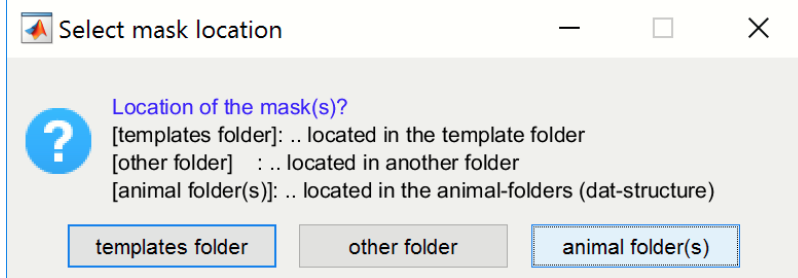 Select mask location
Location of the mask(s)?
[templates folder]: .. located in the template folder
[other folder]    : .. located in another folder
[animal folder(s)]: .. located in the animal-folders (dat-structure)
templates folder other folder animal folder(s)